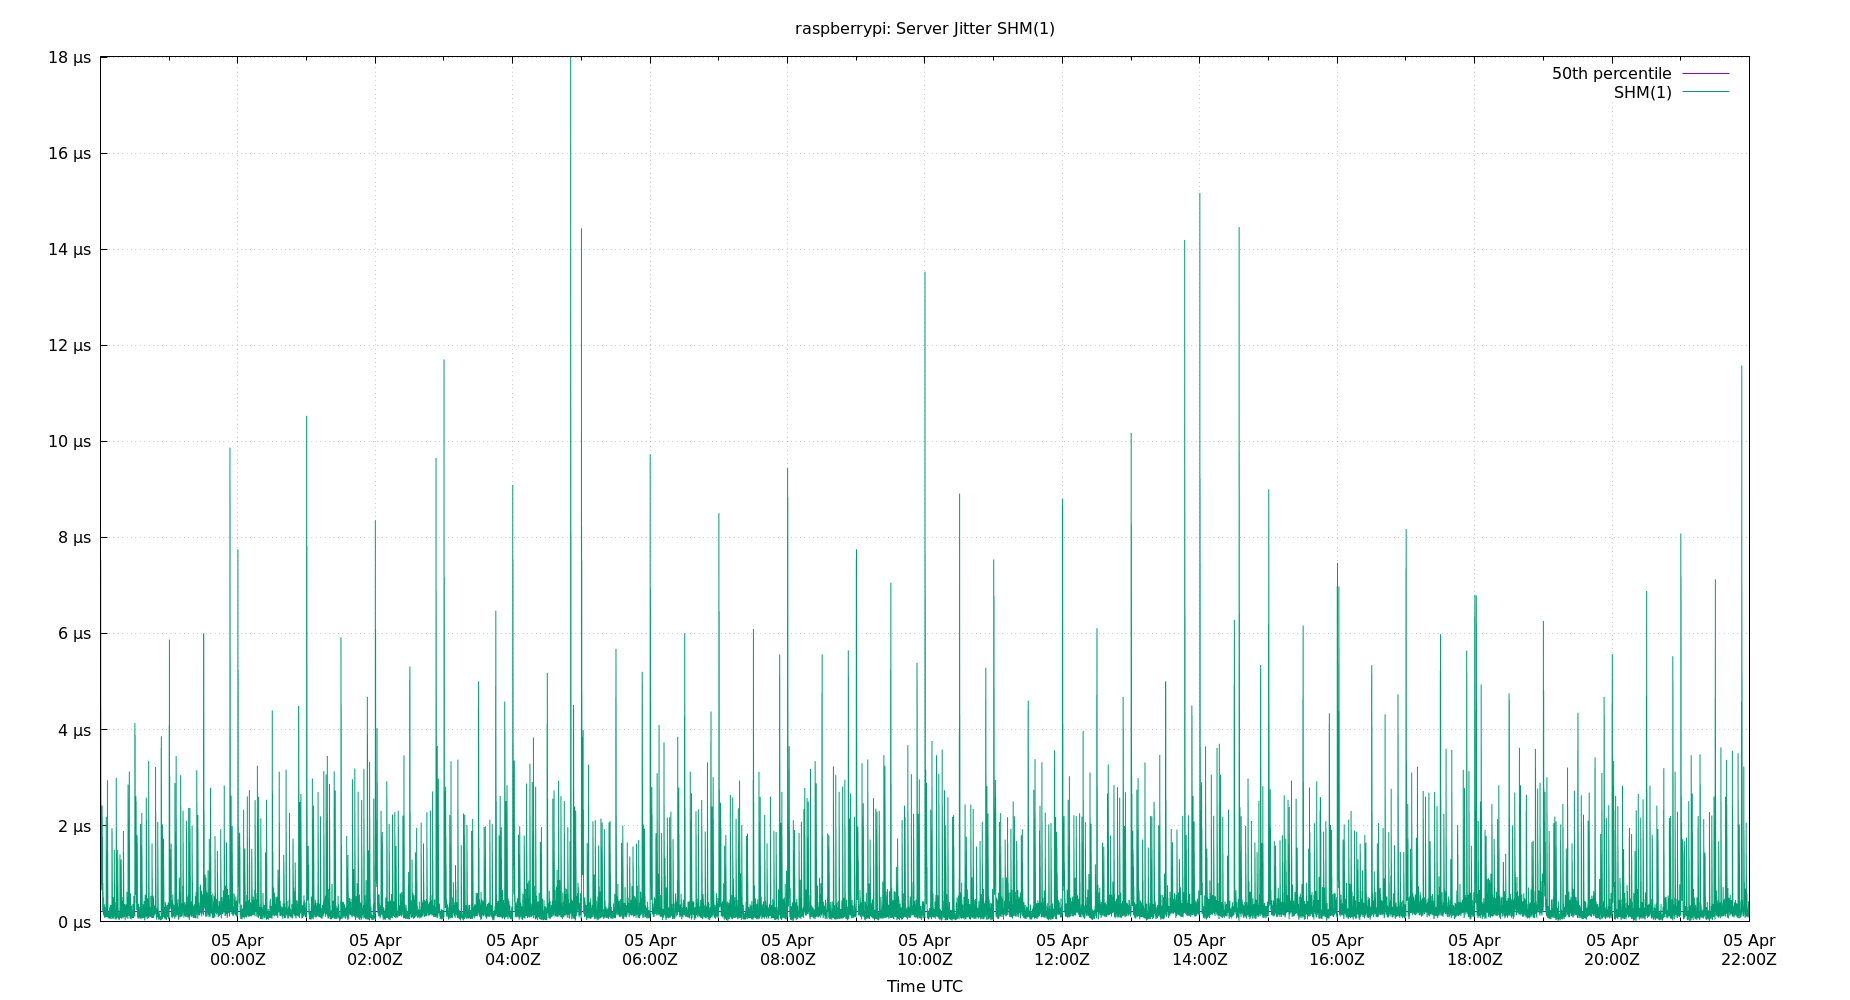 raspberrypi: Server Jitter SHM(1)
50th percentile
SHM(1)
18 µs
16 µs
14 µs
12 µs
10 µs
8 µs
6 µs
4 µs
2 µs
0 µs
05 Apr 05 Apr 05 Apr 05 Apr 05 Apr 05 Apr 05 Apr 05 Apr 05 Apr 05 Apr 05 Apr 05 Apr
00:00Z 02:00Z 04:00Z 06:00Z 08:00Z 10:00Z 12:00Z 14:00Z 16:00Z 18:00Z 20:00Z 22:00Z
Time UTC